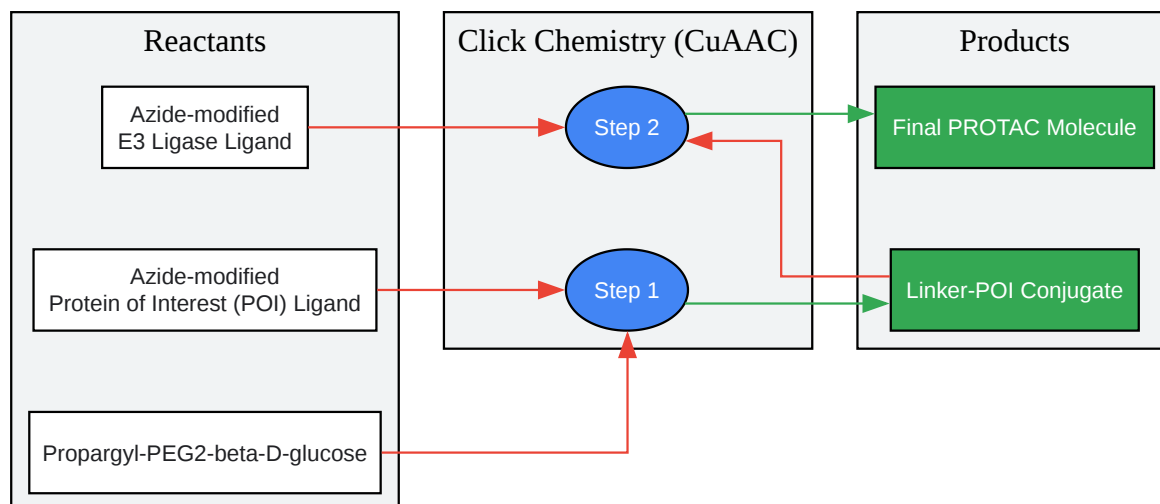 Reactants
Click Chemistry (CuAAC)
Products
Azide-modified
E3 Ligase Ligand
Step 2
Final PROTAC Molecule
Azide-modified
Protein of Interest (POI) Ligand
Step 1
Linker-POI Conjugate
Propargyl-PEG2-beta-D-glucose